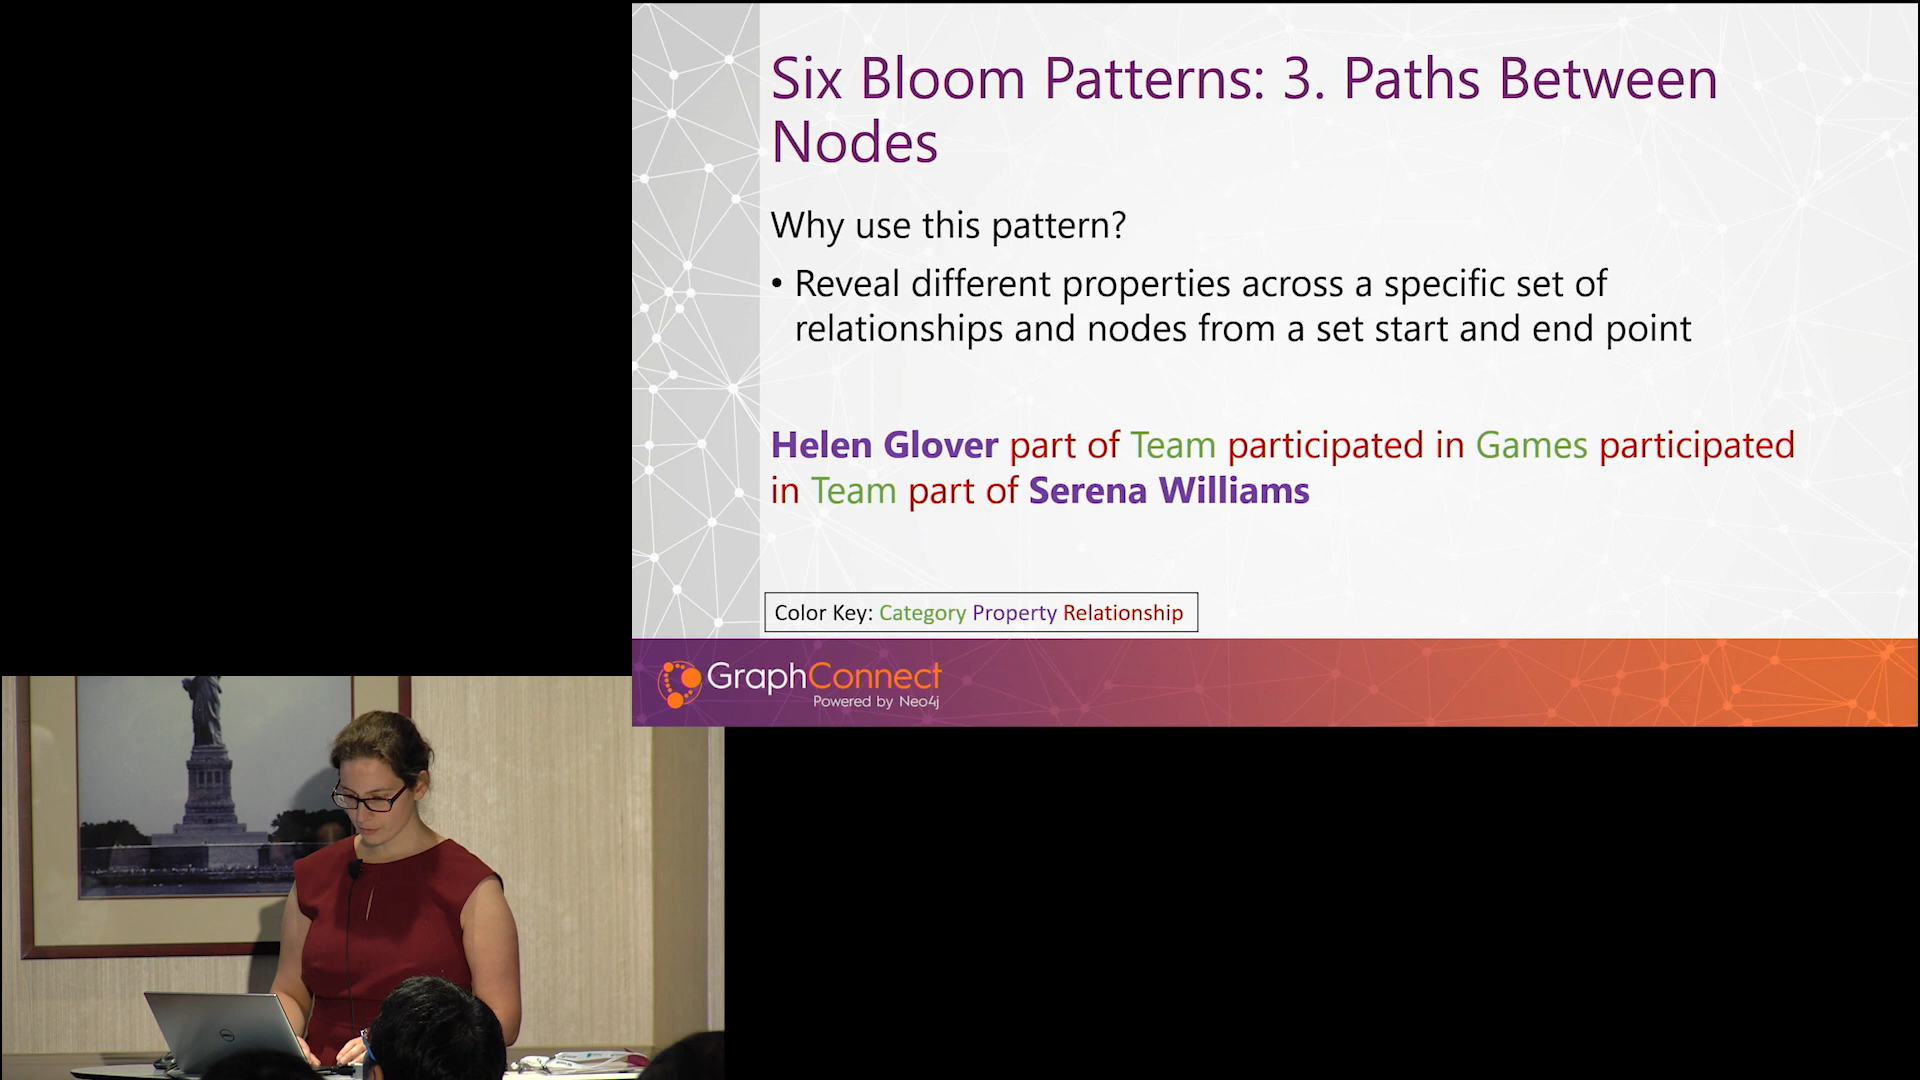 Six Bloom Patterns: 3. Paths Between
Nodes
Why use this pattern?
• Reveal different properties across a specific set of
relationships and nodes from a set start and end point
Helen Glover part of Team participated in Games participated
in Team part of Serena Williams
Color Key: Category Property Relationship
GraphConnect
Powered by Neo4j
DELL